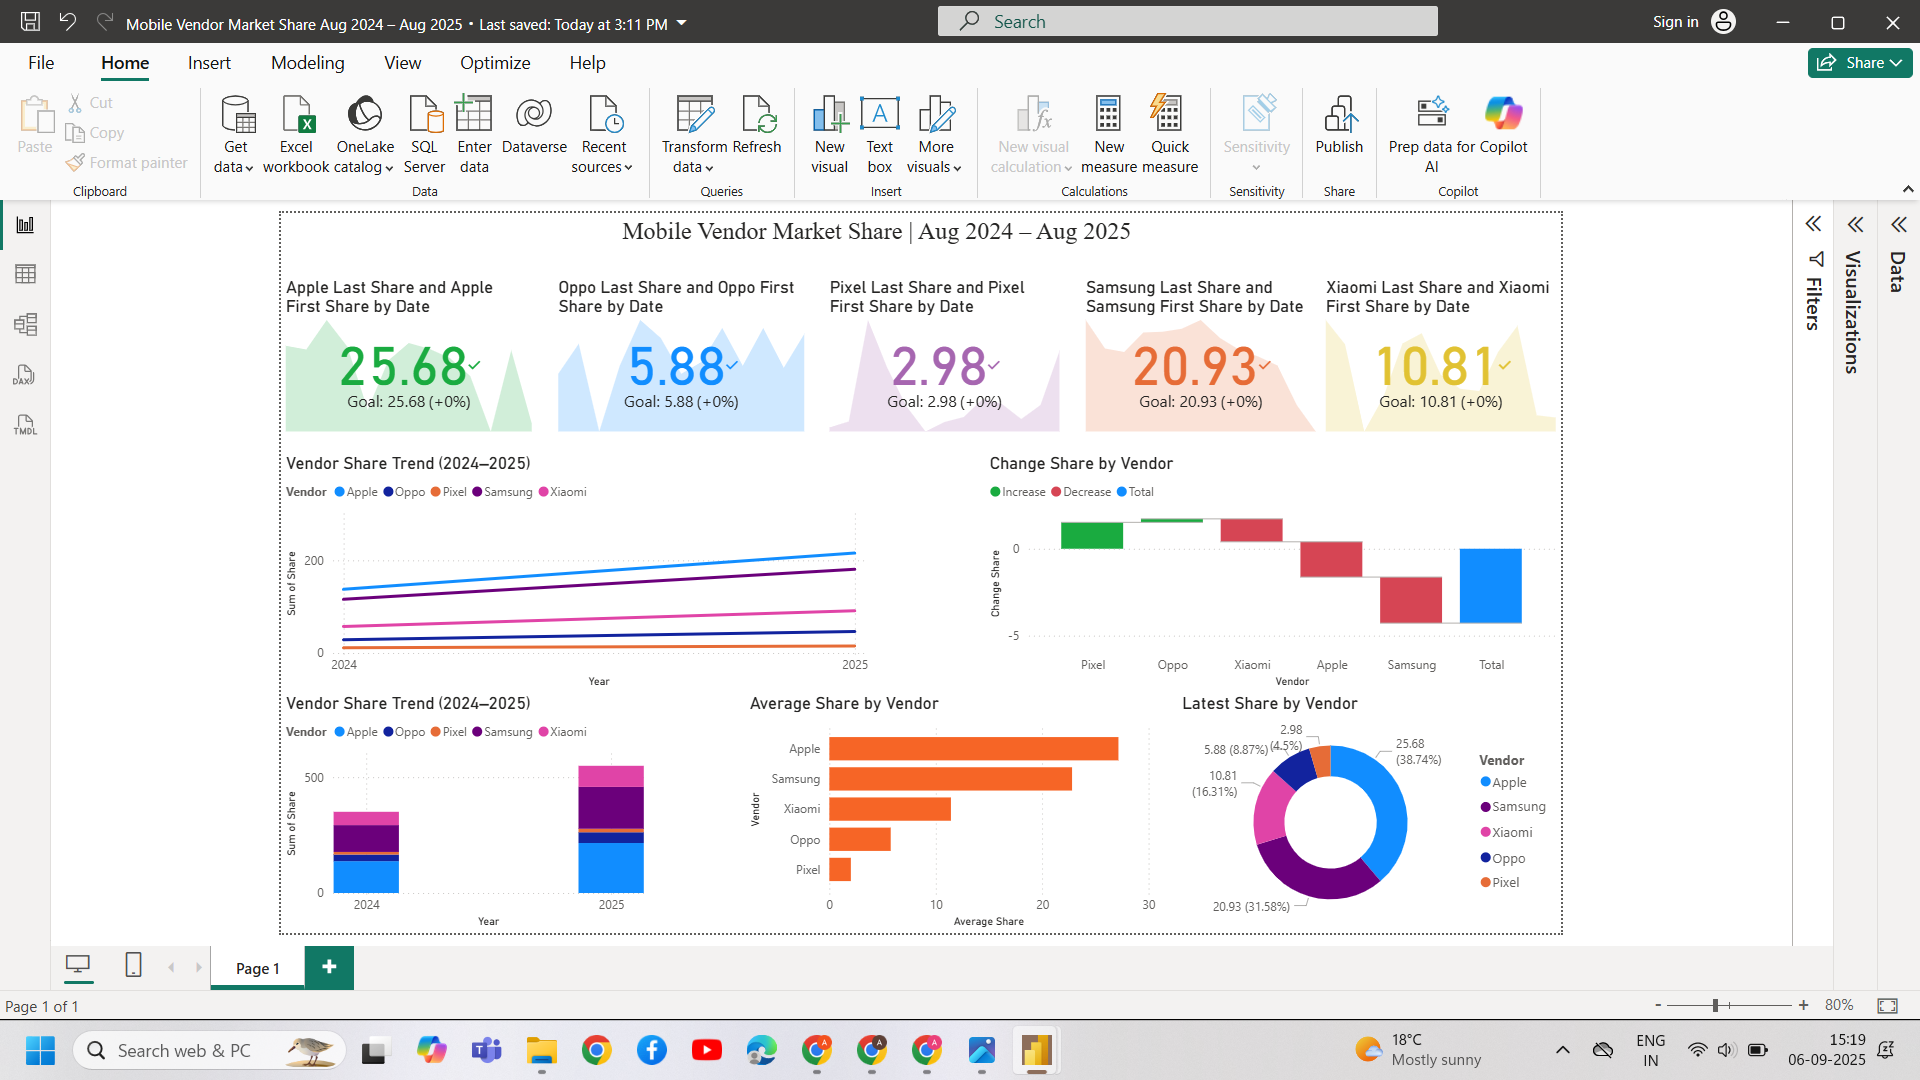 Mobile Vendor Market Share Aug 2024 – Aug 2025 • Last saved: Today at 3:11 PM
Search
Sign in
File
Home
Insert
Modeling
View
Optimize
Help
Share
Paste
Cut
Copy
Format painter
Clipboard
Get data
Excel workbook
OneLake catalog
SQL Server
Enter data
Dataverse
Recent sources
Data
Transform data
Refresh
Queries
New visual
Text box
More visuals
Insert
New visual calculation
New measure
Quick measure
Calculations
Sensitivity
Sensitivity
Publish
Share
Prep data for AI
Copilot
Copilot
DAX
TMDL
Mobile Vendor Market Share | Aug 2024 – Aug 2025
Apple Last Share and Apple
First Share by Date
25.68
Goal: 25.68 (+0%)
Oppo Last Share and Oppo First
Share by Date
5.88
Goal: 5.88 (+0%)
Pixel Last Share and Pixel
First Share by Date
2.98
Goal: 2.98 (+0%)
Samsung Last Share and
Samsung First Share by Date
20.93
Goal: 20.93 (+0%)
Xiaomi Last Share and Xiaomi
First Share by Date
10.81
Goal: 10.81 (+0%)
Filters
Visualizations
Data
Vendor Share Trend (2024–2025)
Vendor Apple Oppo Pixel Samsung Xiaomi
Sum of Share
200
0
2024 2025
Year
Change Share by Vendor
Increase Decrease Total
Change Share
0
-5
Pixel Oppo Xiaomi Apple Samsung Total
Vendor
Vendor Share Trend (2024–2025)
Vendor Apple Oppo Pixel Samsung Xiaomi
Sum of Share
500
0
2024 2025
Year
Average Share by Vendor
Vendor
Apple
Samsung
Xiaomi
Oppo
Pixel
0 10 20 30
Average Share
Latest Share by Vendor
2.98
(4.5%)
5.88 (8.87%)
10.81
(16.31%)
25.68
(38.74%)
20.93 (31.58%)
Vendor
Apple
Samsung
Xiaomi
Oppo
Pixel
Page 1
Page 1 of 1
- + 80%
Search web & PC
18°C
Mostly sunny
ENG
IN
15:19
06-09-2025